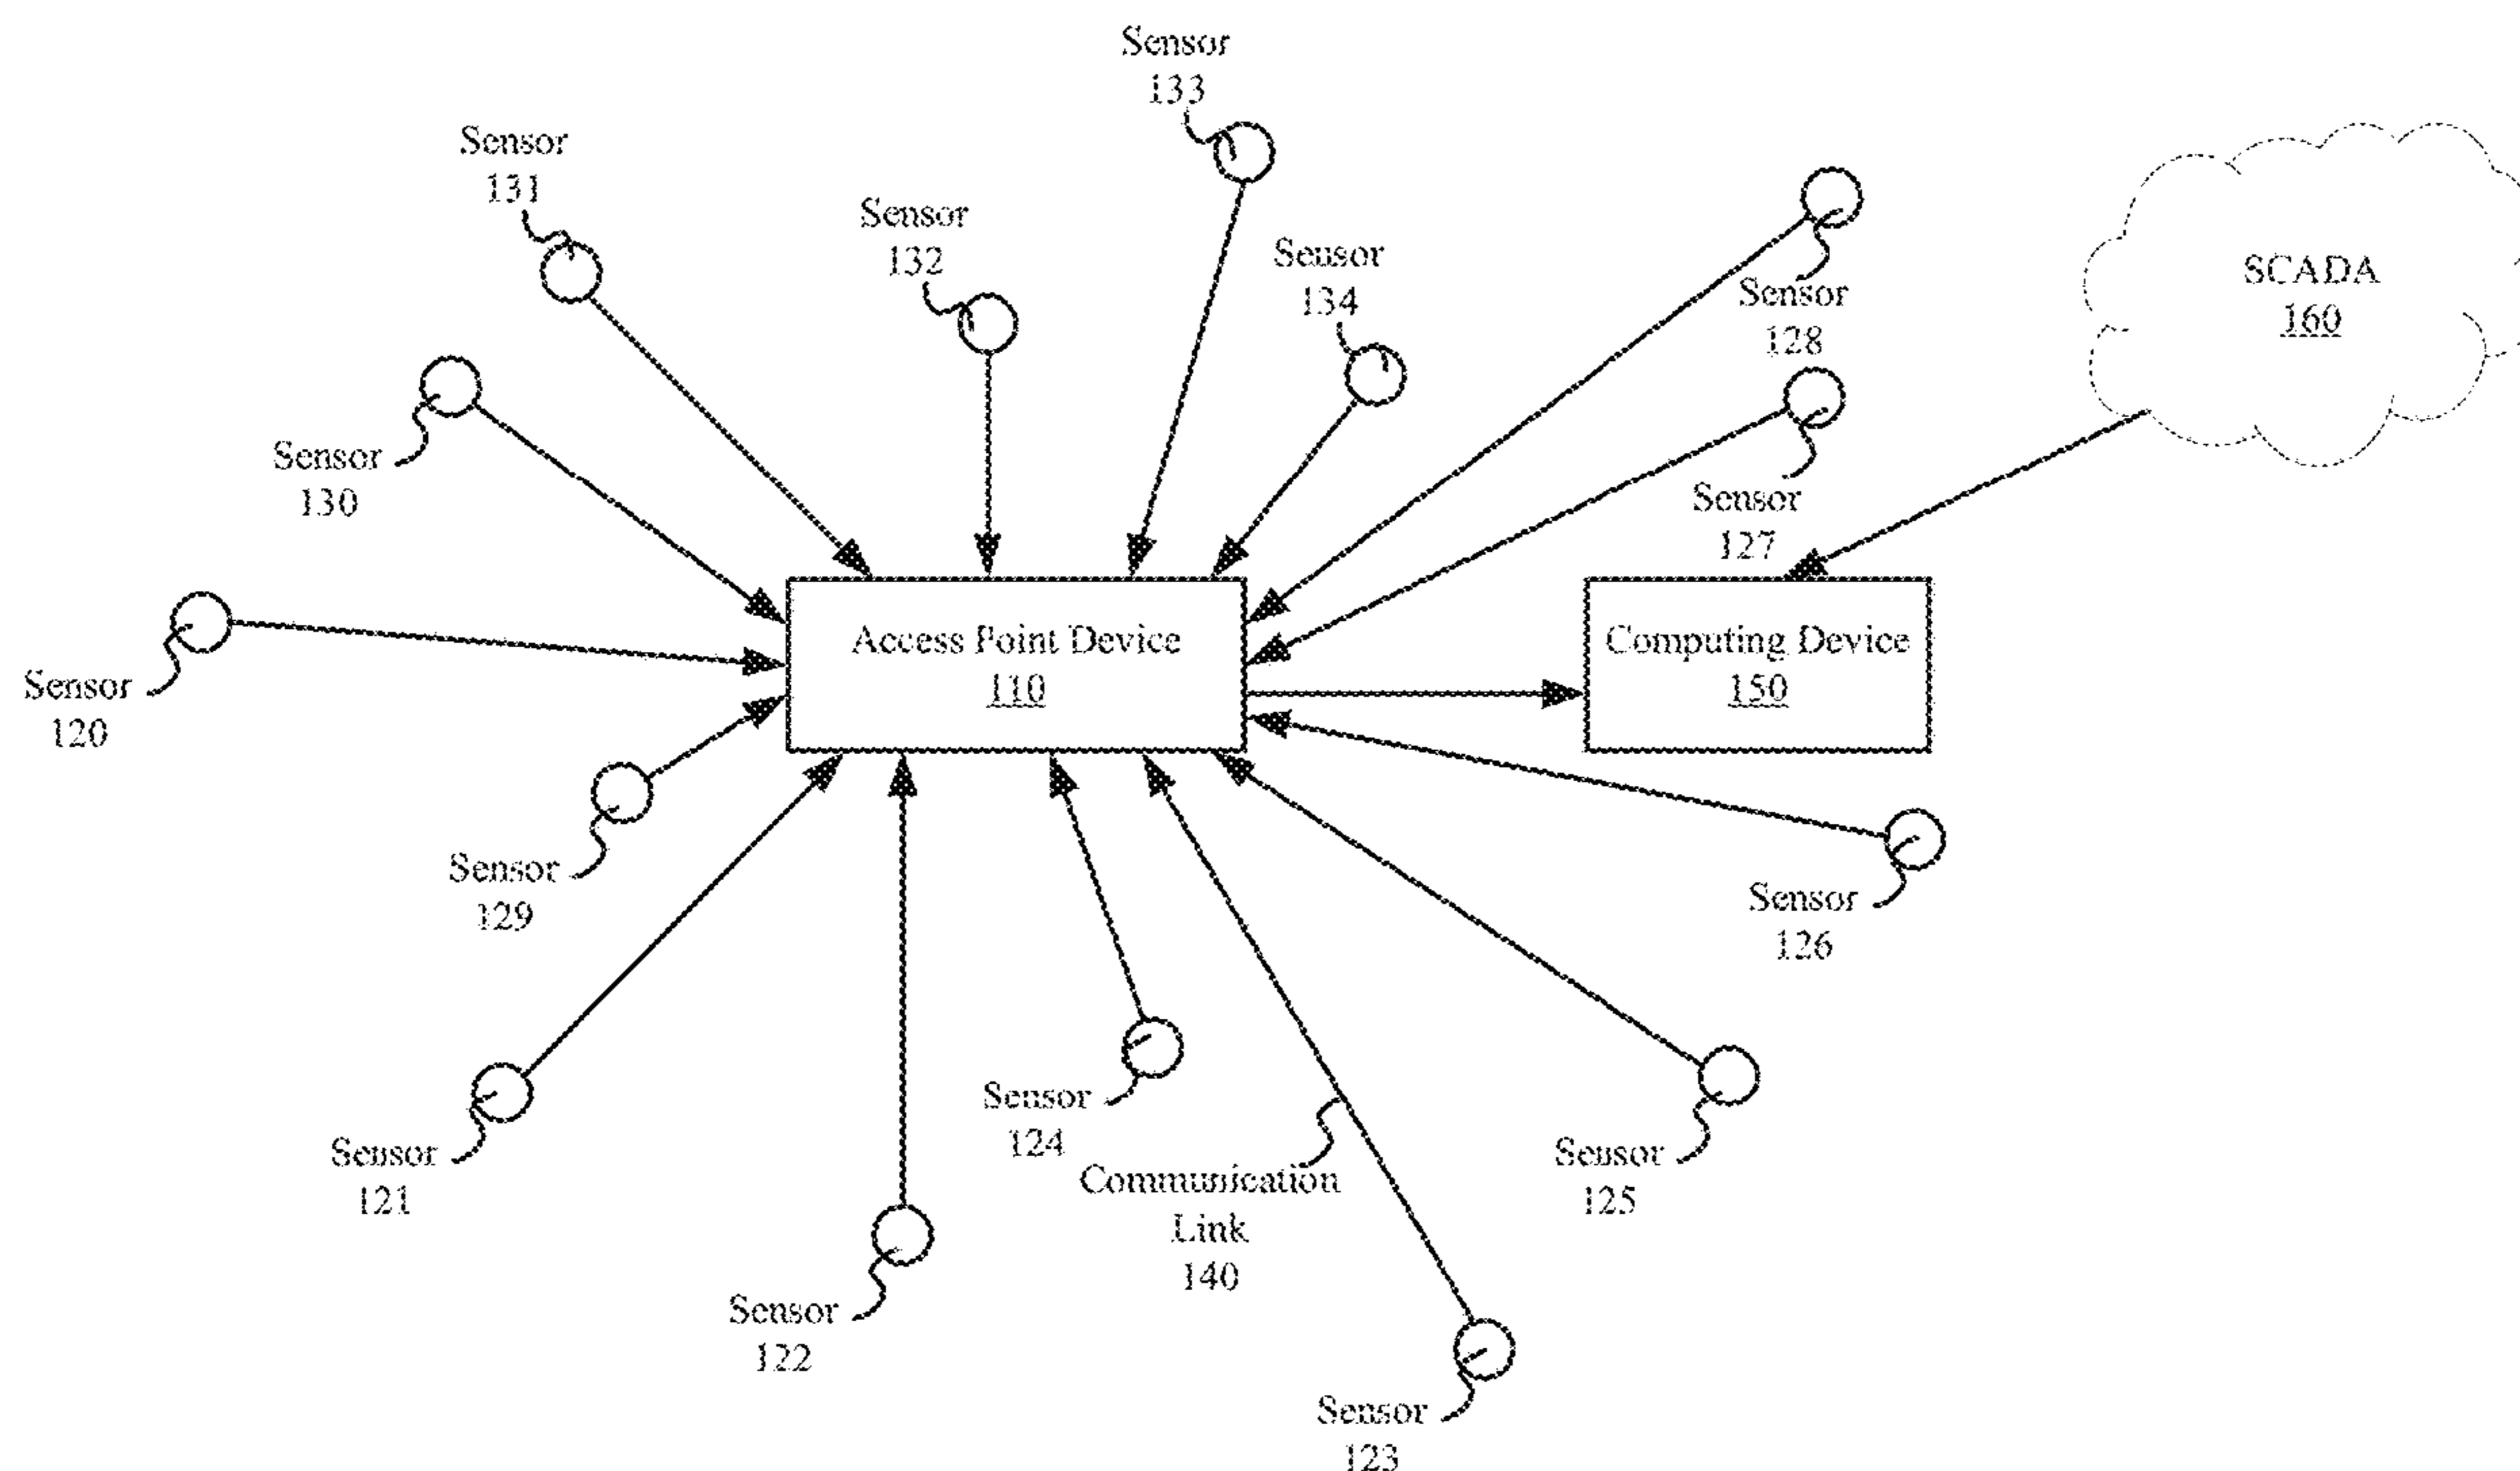 Sensor
133
Sensor
131
Sensor
132
Sensor
134
Sensor
128
SCADA
160
Sensor
130
Sensor
127
Access Point Device
110
Computing Device
150
Sensor
120
Sensor
129
Sensor
126
Sensor
124
Sensor
121
Communication
Link
140
Sensor
125
Sensor
122
Sensor
123